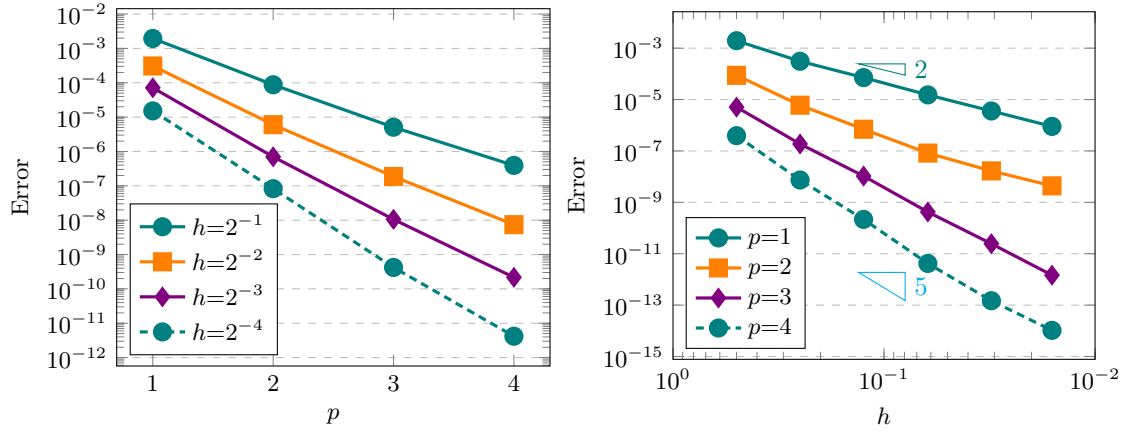 10⁻²
10⁻³
10⁻⁴
10⁻⁵
10⁻⁶
10⁻⁷
10⁻⁸
10⁻⁹
10⁻¹⁰
10⁻¹¹
10⁻¹²
Error
h=2⁻¹
h=2⁻²
h=2⁻³
h=2⁻⁴
1 2 3 4
p
10⁻³
10⁻⁵
10⁻⁷
10⁻⁹
10⁻¹¹
10⁻¹³
10⁻¹⁵
Error
2
5
p=1
p=2
p=3
p=4
10⁰ 10⁻¹ 10⁻²
h